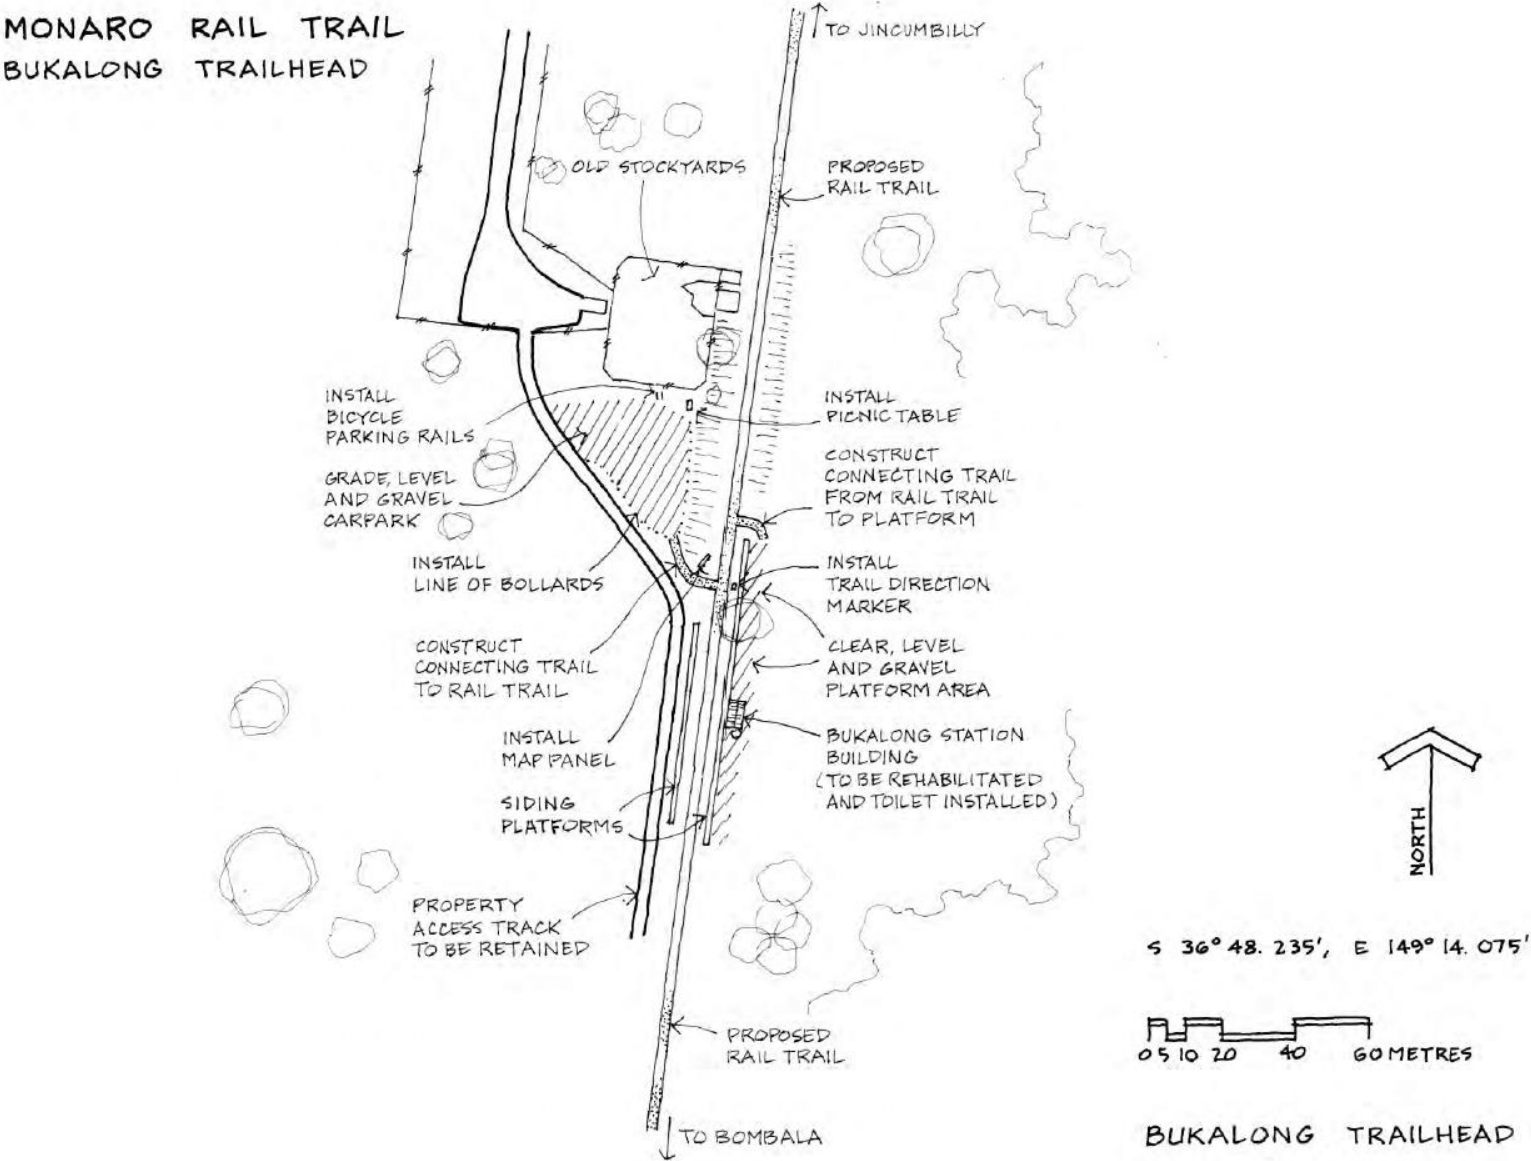 MONARO RAIL TRAIL
BUKALONG TRAILHEAD
TO JINCUMBILLY
OLD STOCKYARDS
PROPOSED
RAIL TRAIL
INSTALL
BICYCLE
PARKING RAILS
GRADE, LEVEL
AND GRAVEL
CARPARK
INSTALL
LINE OF BOLLARDS
CONSTRUCT
CONNECTING TRAIL
TO RAIL TRAIL
INSTALL
MAP PANEL
SIDING
PLATFORMS
PROPERTY
ACCESS TRACK
TO BE RETAINED
INSTALL
PICNIC TABLE
CONSTRUCT
CONNECTING TRAIL
FROM RAIL TRAIL
TO PLATFORM
INSTALL
TRAIL DIRECTION
MARKER
CLEAR, LEVEL
AND GRAVEL
PLATFORM AREA
BUKALONG STATION
BUILDING
(TO BE REHABILITATED
AND TOILET INSTALLED)
PROPOSED
RAIL TRAIL
TO BOMBALA
NORTH
S 36° 48. 235', E 149° 14. 075'
0 5 10 20 40 60 METRES
BUKALONG TRAILHEAD